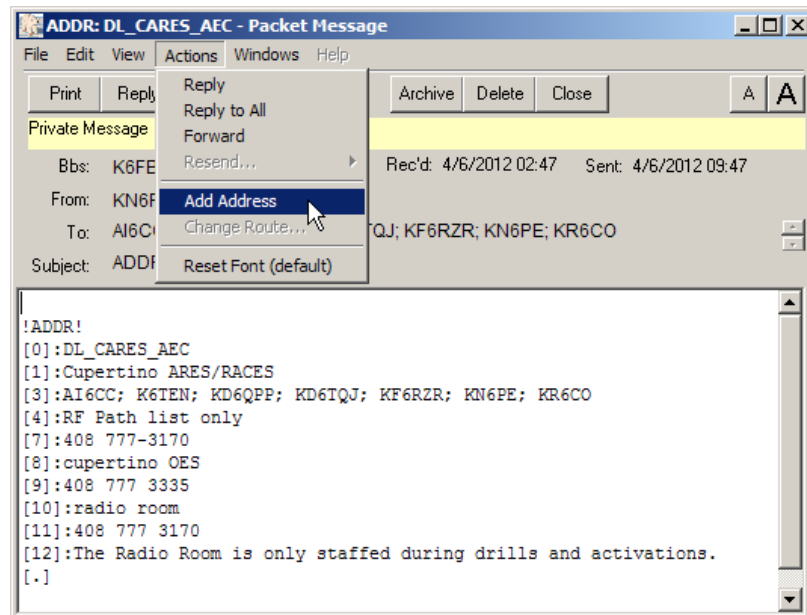 ADDR: DL_CARES_AEC - Packet Message
File Edit View Actions Windows Help
Print Reply Archive Delete Close A A
Reply
Reply to All
Forward
Resend...
Add Address
Change Route...
Reset Font (default)
Private Message
Bbs: K6FE Rec'd: 4/6/2012 02:47 Sent: 4/6/2012 09:47
From: KN6P
To: AI6C TQJ; KF6RZR; KN6PE; KR6CO
Subject: ADDR
!ADDR!
[0]:DL_CARES_AEC
[1]:Cupertino ARES/RACES
[3]:AI6CC; K6TEN; KD6QPP; KD6TQJ; KF6RZR; KN6PE; KR6CO
[4]:RF Path list only
[7]:408 777-3170
[8]:cupertino OES
[9]:408 777 3335
[10]:radio room
[11]:408 777 3170
[12]:The Radio Room is only staffed during drills and activations.
[.]